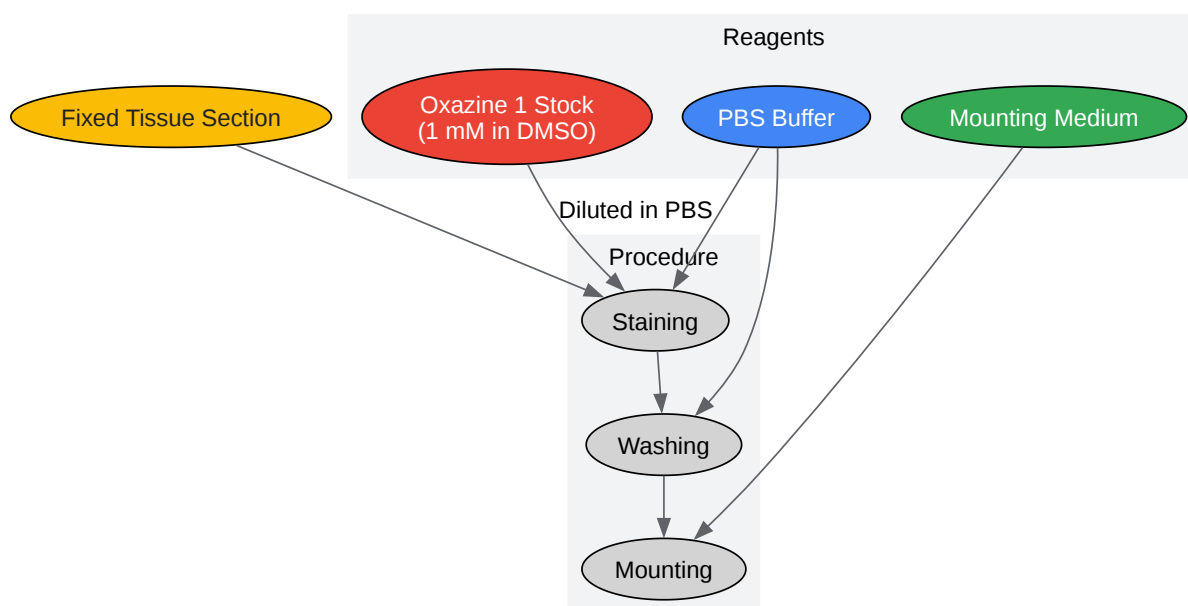 Reagents
Fixed Tissue Section
Oxazine 1 Stock
(1 mM in DMSO)
PBS Buffer
Mounting Medium
Diluted in PBS
Procedure
Staining
Washing
Mounting